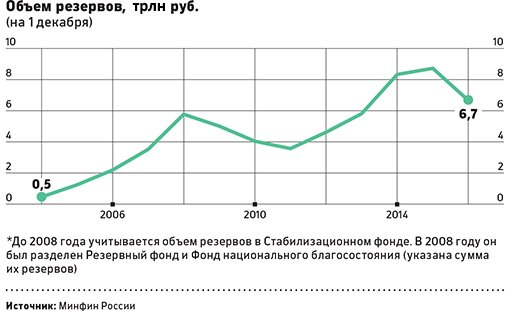 Объем резервов, трлн руб.
(на 1 декабря)
10 10
8 8
6 6
6,7
4 4
2 2
0,5
0 0
2006 2010 2014
*До 2008 года учитывается объем резервов в Стабилизационном фонде. В 2008 году он
был разделен Резервный фонд и Фонд национального благосостояния (указана сумма
их резервов)
Источник: Минфин России